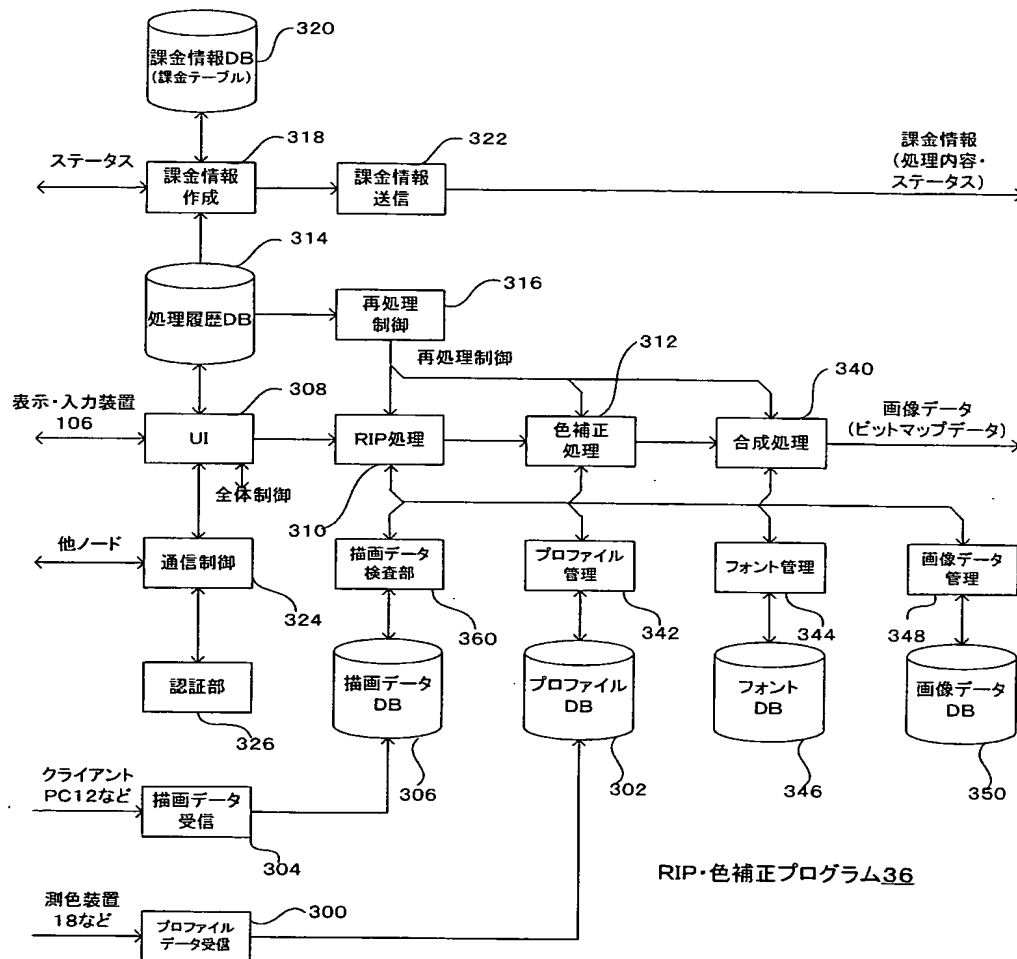 課金情報DB
(課金テーブル)
320
ステータス
課金情報
作成
318
課金情報
送信
322
課金情報
(処理内容・
ステータス)
処理履歴DB
314
再処理
制御
316
再処理制御
表示・入力装置
106
UI
308
全体制御
RIP処理
310
色補正
処理
312
合成処理
340
画像データ
(ビットマップデータ)
他ノード
通信制御
324
描画データ
検査部
360
プロファイル
管理
342
フォント管理
344
画像データ
管理
348
認証部
326
描画データ
DB
306
プロファイル
DB
302
フォント
DB
346
画像データ
DB
350
クライアント
PC12など
描画データ
受信
304
測色装置
18など
プロファイル
データ受信
300
RIP・色補正プログラム36